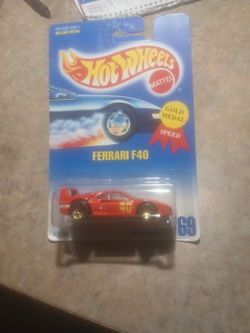 HOT WHEELS
MATTEL
GOLD
MEDAL
SPEED
FERRARI F40
69